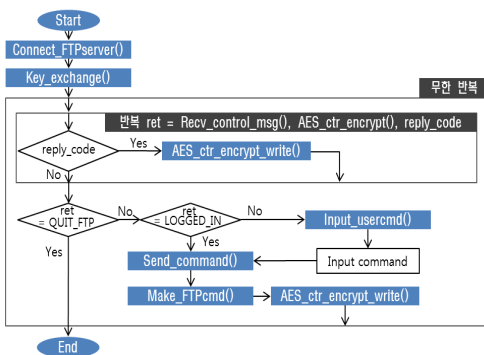 Start
Connect_FTPserver()
Key_exchange()
무한 반복
반복 ret = Recv_control_msg(), AES_ctr_encrypt(), reply_code
reply_code
Yes
AES_ctr_encrypt_write()
No
ret
= QUIT_FTP
No
ret
= LOGGED_IN
No
Input_usercmd()
Yes
Yes
Send_command()
Input command
Make_FTPcmd()
AES_ctr_encrypt_write()
End